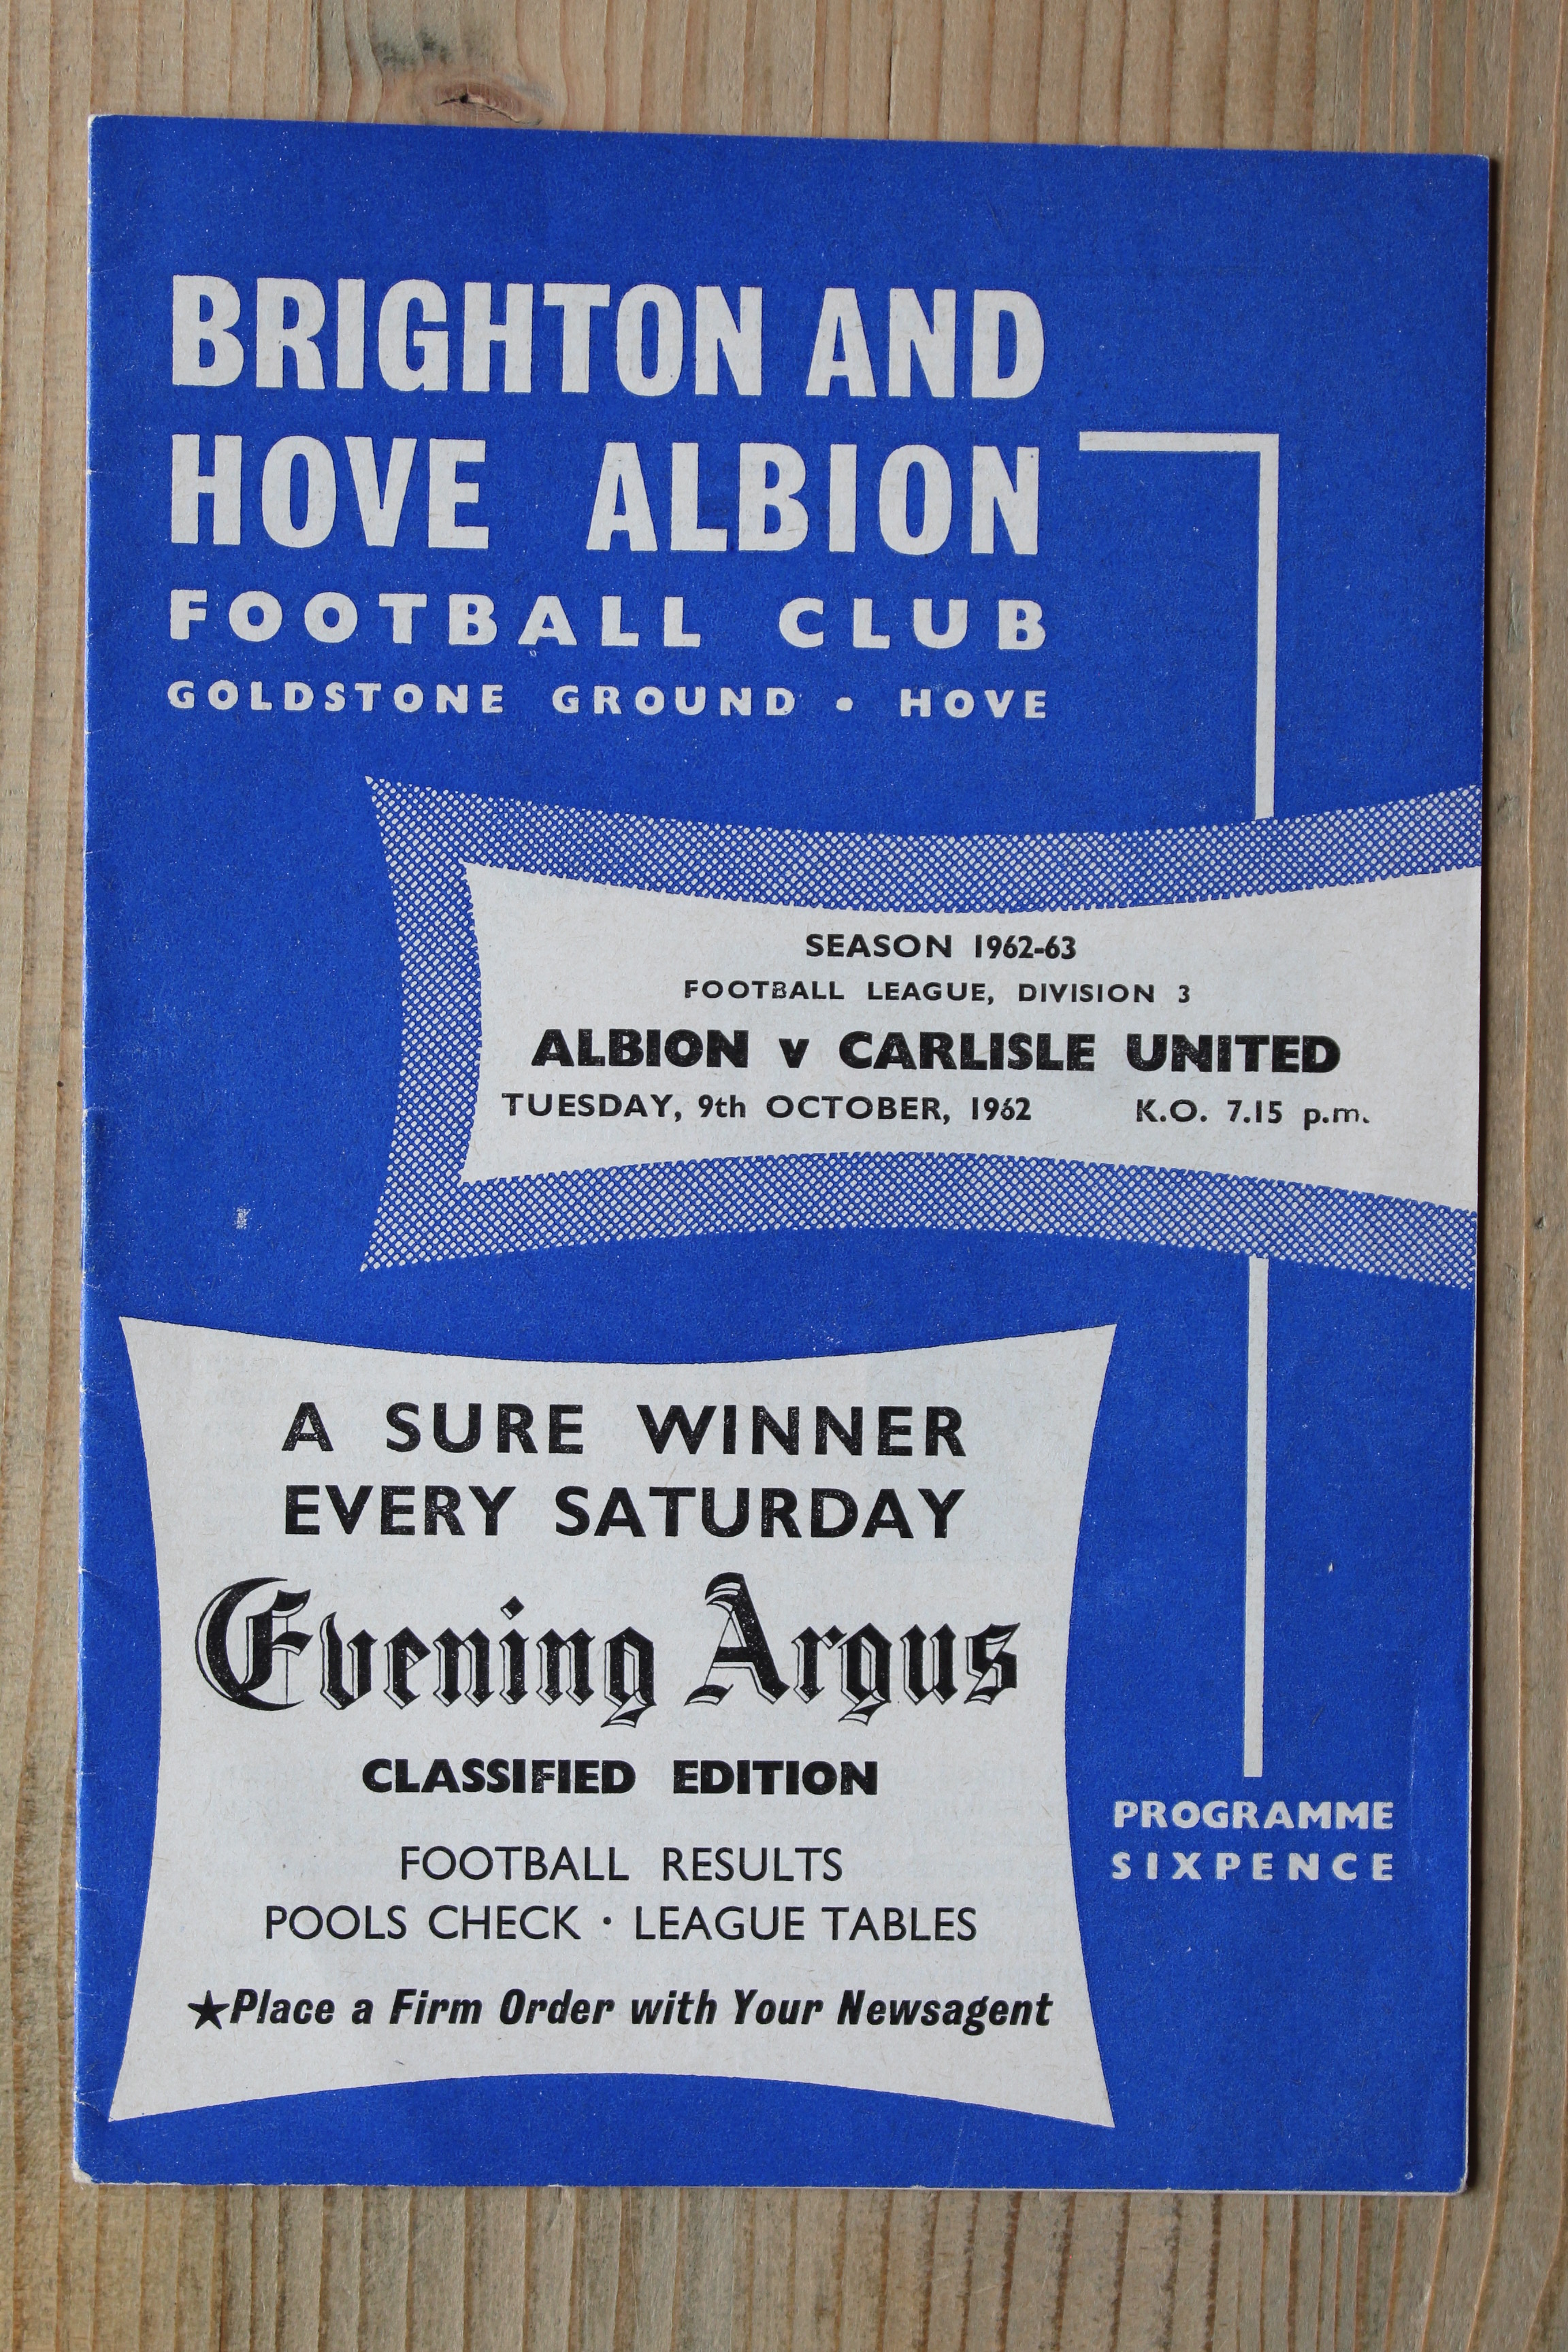 BRIGHTON AND
HOVE ALBION
FOOTBALL CLUB
GOLDSTONE GROUND • HOVE
SEASON 1962-63
FOOTBALL LEAGUE, DIVISION 3
ALBION v CARLISLE UNITED
TUESDAY, 9th OCTOBER, 1962 K.O. 7.15 p.m.
A SURE WINNER
EVERY SATURDAY
Evening Argus
CLASSIFIED EDITION
FOOTBALL RESULTS
POOLS CHECK • LEAGUE TABLES
★Place a Firm Order with Your Newsagent
PROGRAMME
SIXPENCE